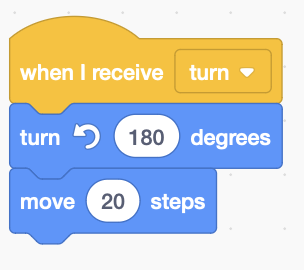 when I receive turn
turn 180 degrees
move 20 steps